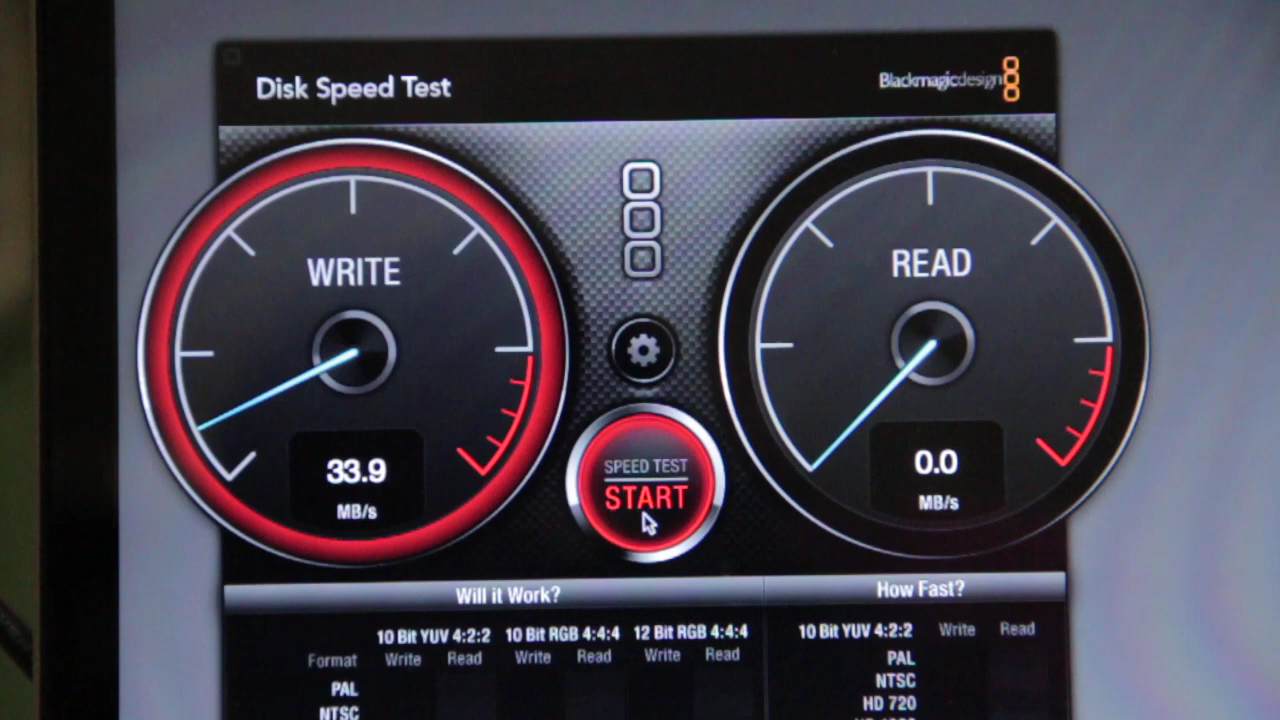 Disk Speed Test
Blackmagicdesign
WRITE
READ
33.9
MB/s
0.0
MB/s
SPEED TEST
START
Will it Work?
How Fast?
10 Bit YUV 4:2:2 10 Bit RGB 4:4:4 12 Bit RGB 4:4:4
Format Write Read Write Read Write Read
PAL
NTSC
10 Bit YUV 4:2:2 Write Read
PAL
NTSC
HD 720